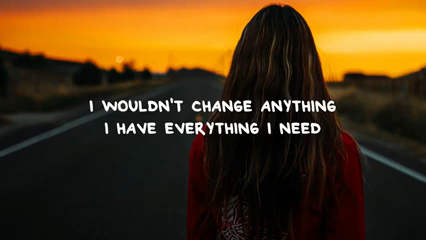 I WOULDN'T CHANGE ANYTHING
I HAVE EVERYTHING I NEED